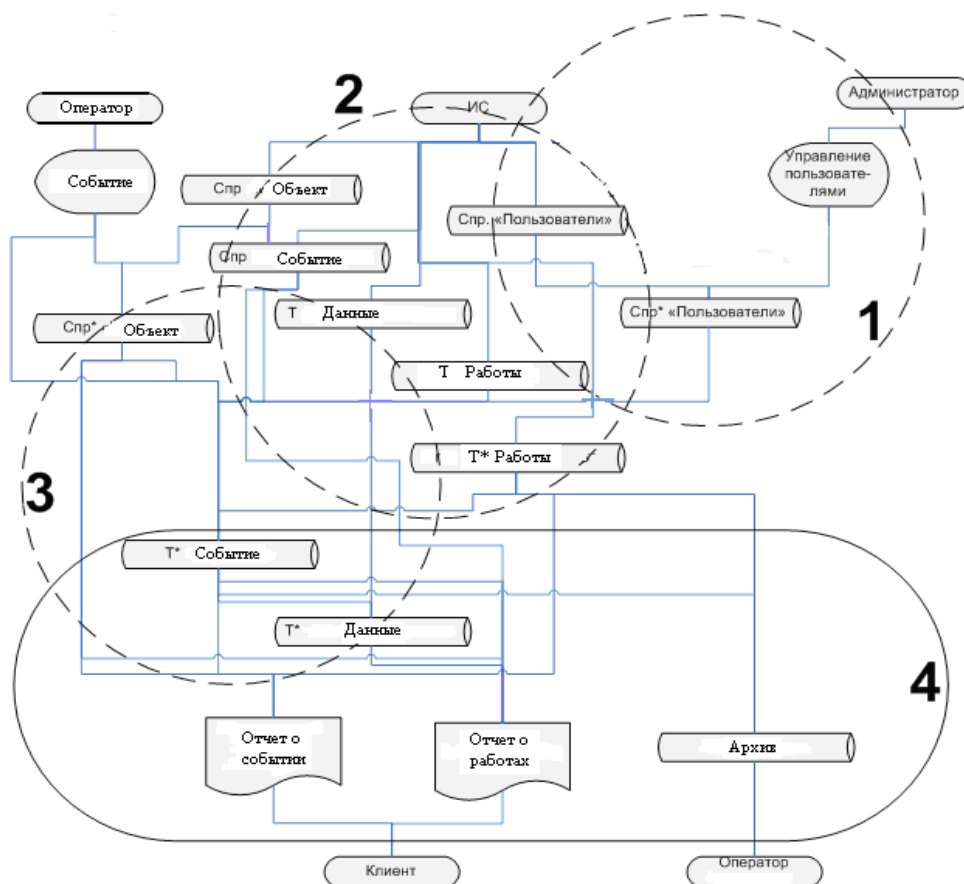 2
1
Оператор
ИС
Администратор
Событие
Управление
пользовате-
лями
Спр Объект
Спр. «Пользователи»
Спр Событие
Т Данные
Спр* «Пользователи»
Спр* Объект
Т Работы
Т* Работы
3
Т* Событие
Т* Данные
4
Отчет о
событии
Отчет о
работах
Архив
Клиент
Оператор